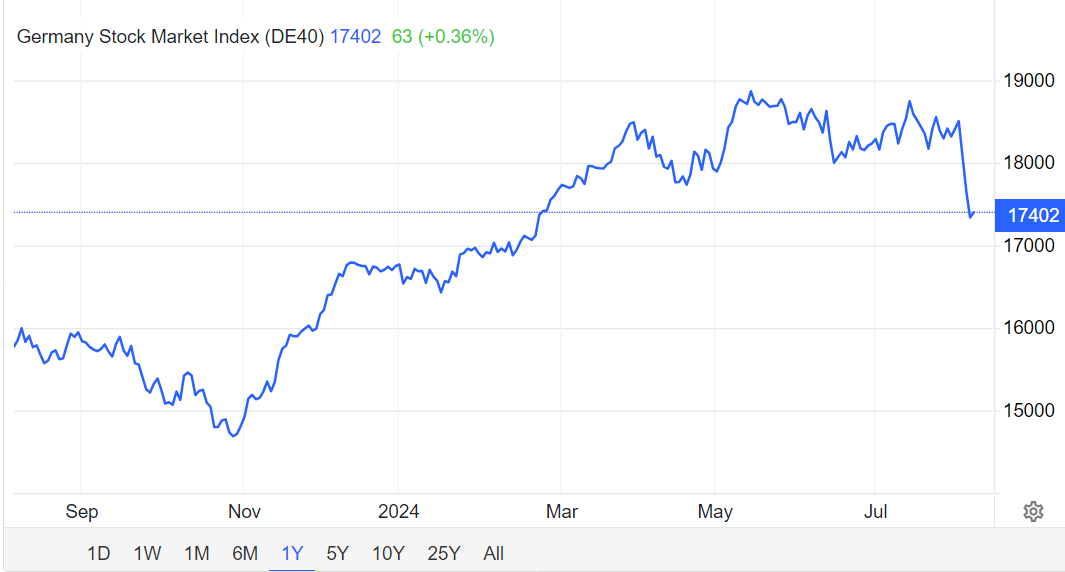 Germany Stock Market Index (DE40) 17402 63 (+0.36%)
19000
18000
17402
17000
16000
15000
Sep Nov 2024 Mar May Jul
1D 1W 1M 6M 1Y 5Y 10Y 25Y All